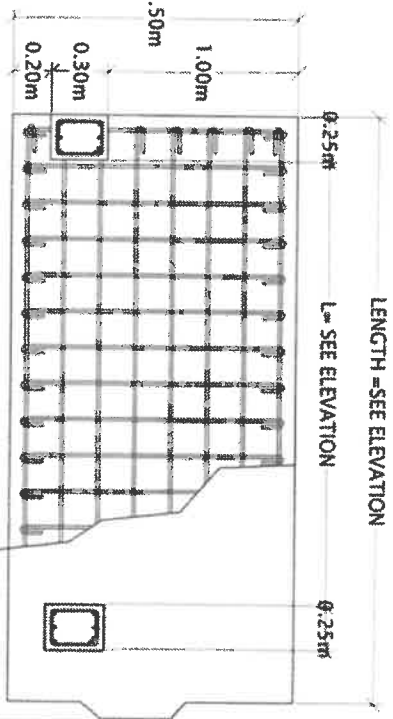 LENGTH =SEE ELEVATION
0.25m
L= SEE ELEVATION
0.25m
.50m
1.00m
0.30m
0.20m